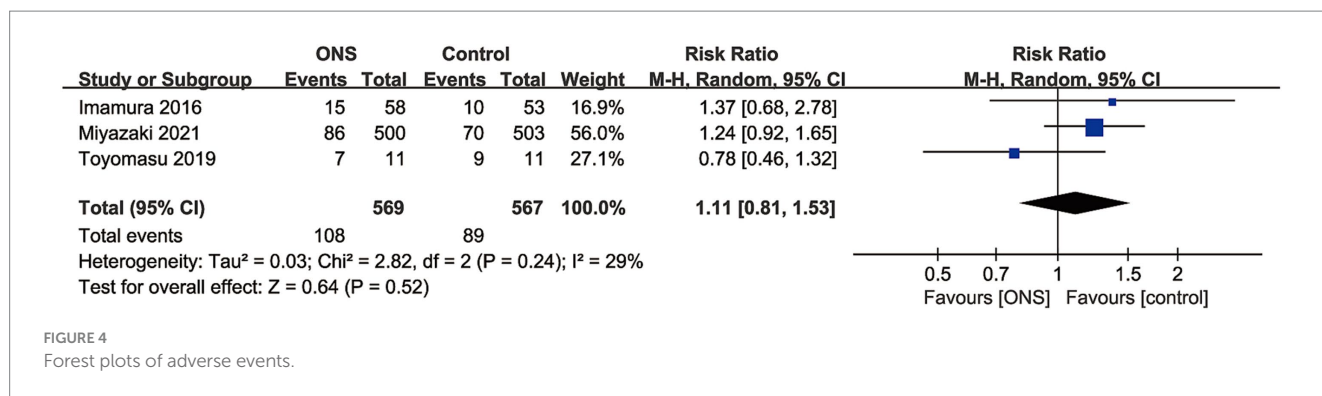 ONS Control Risk Ratio Risk Ratio
Study or Subgroup Events Total Events Total Weight M-H, Random, 95% CI M-H, Random, 95% CI
Imamura 2016 15 58 10 53 16.9% 1.37 [0.68, 2.78]
Miyazaki 2021 86 500 70 503 56.0% 1.24 [0.92, 1.65]
Toyomasu 2019 7 11 9 11 27.1% 0.78 [0.46, 1.32]
Total (95% CI) 569 567 100.0% 1.11 [0.81, 1.53]
Total events 108 89
Heterogeneity: Tau² = 0.03; Chi² = 2.82, df = 2 (P = 0.24); I² = 29%
Test for overall effect: Z = 0.64 (P = 0.52)
0.5 0.7 1 1.5 2
Favours [ONS] Favours [control]
FIGURE 4
Forest plots of adverse events.